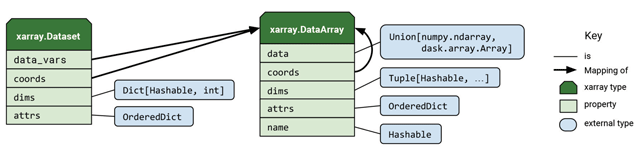 xarray.Dataset
data_vars
coords
dims
attrs
Dict[Hashable, int]
OrderedDict
xarray.DataArray
data
coords
dims
attrs
name
Union[numpy.ndarray,
dask.array.Array]
Tuple[Hashable, …]
OrderedDict
Hashable
Key
is
Mapping of
xarray type
property
external type